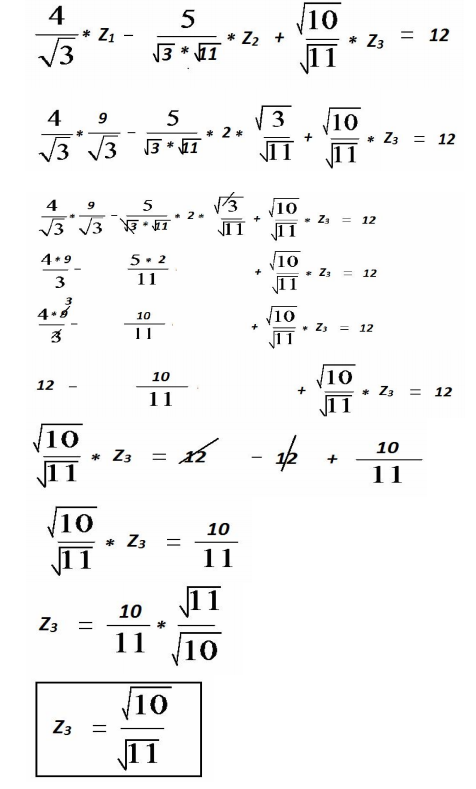 4/√3 * Z₁ − 5/(√3 * √11) * Z₂ + √10/√11 * Z₃ = 12
4/√3 * 9/√3 − 5/(√3 * √11) * 2 * √3/√11 + √10/√11 * Z₃ = 12
4/√3 * 9/√3 − 5/(√3 * √11) * 2 * √3/√11 + √10/√11 * Z₃ = 12
4 * 9/3 − 5 * 2/11 + √10/√11 * Z₃ = 12
4 * 9/3 3 − 10/11 + √10/√11 * Z₃ = 12
12 − 10/11 + √10/√11 * Z₃ = 12
√10/√11 * Z₃ = 12 − 12 + 10/11
√10/√11 * Z₃ = 10/11
Z₃ = 10/11 * √11/√10
Z₃ = √10/√11